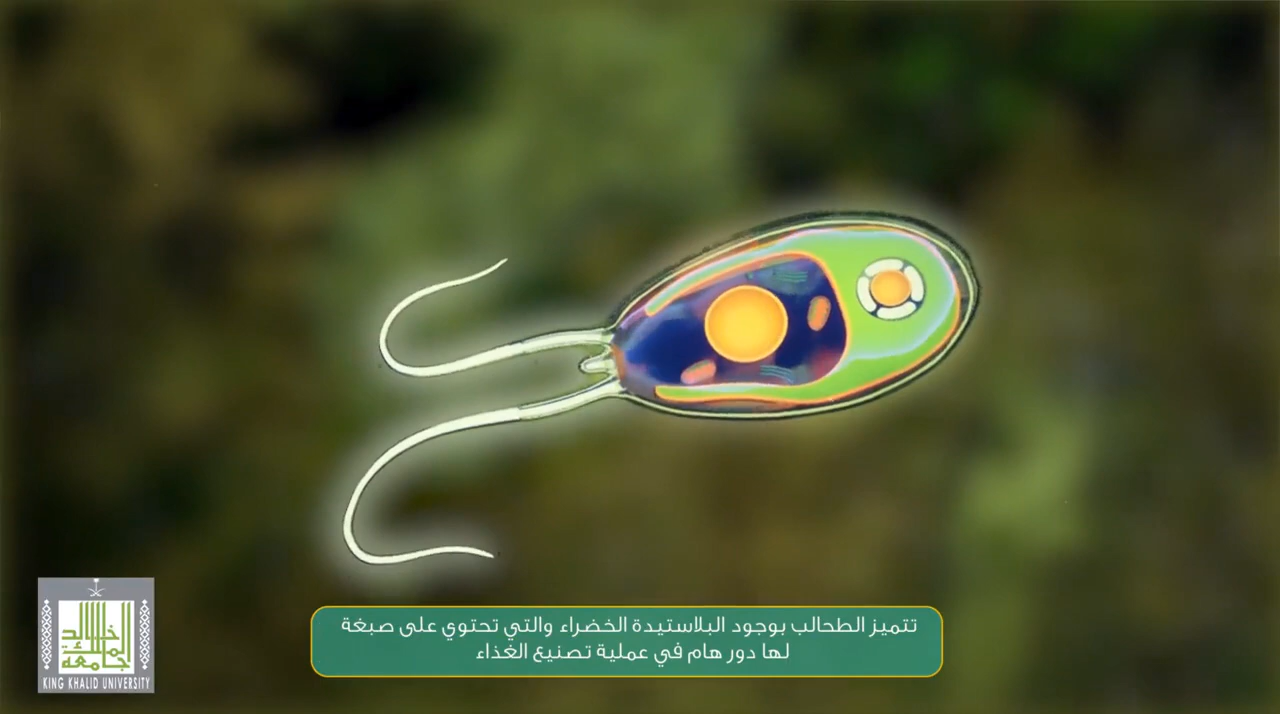 تتميز الطحالب بوجود البلاستيدة الخضراء والتي تحتوي على صبغة
لها دور هام في عملية تصنيع الغذاء
جامعة
الملك
خالد
KING KHALID UNIVERSITY